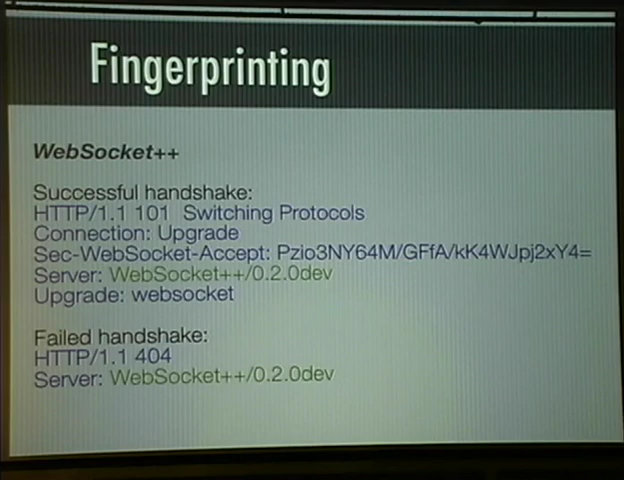 Fingerprinting
WebSocket++
Successful handshake:
HTTP/1.1 101 Switching Protocols
Connection: Upgrade
Sec-WebSocket-Accept: Pzio3NY64M/GFfA/kK4WJpj2xY4=
Server: WebSocket++/0.2.0dev
Upgrade: websocket
Failed handshake:
HTTP/1.1 404
Server: WebSocket++/0.2.0dev